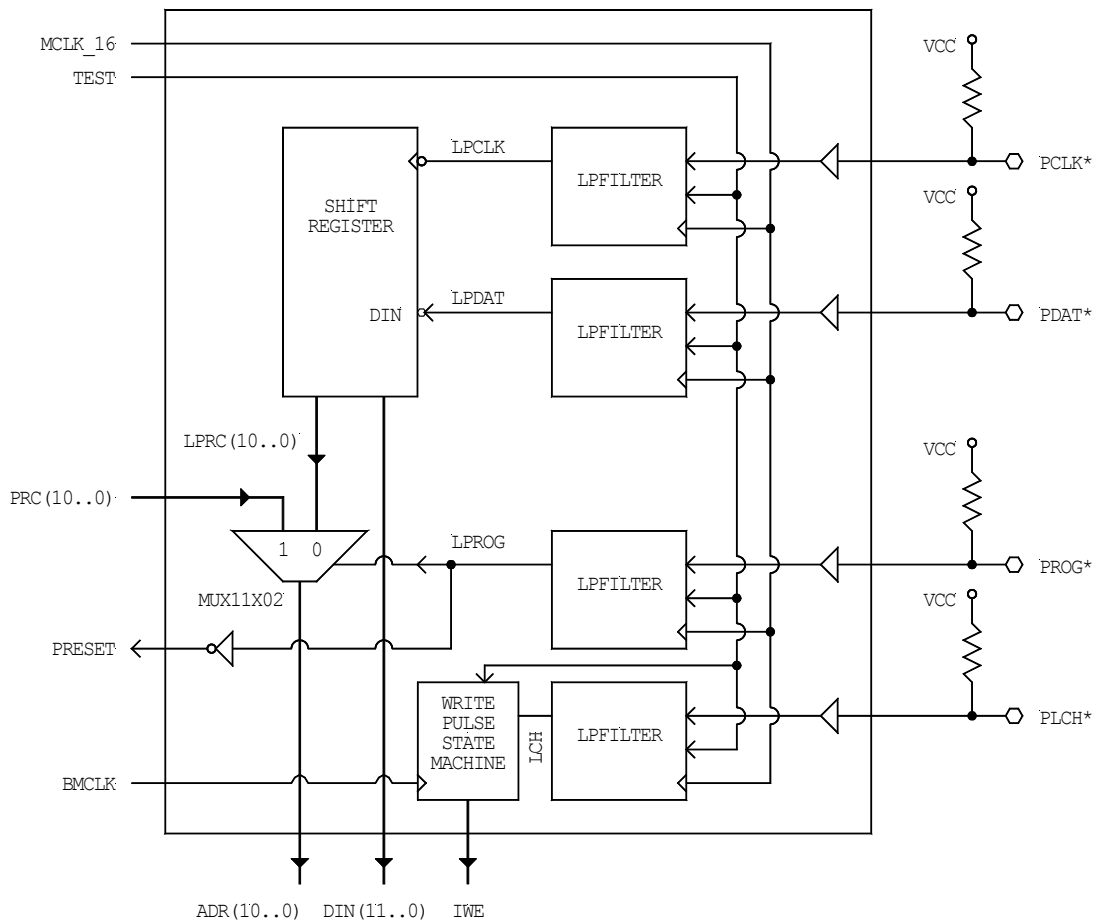 MCLK_16
TEST
VCC
LPCLK
LPFILTER
PCLK*
VCC
SHIFT
REGISTER
LPDAT
DIN
LPFILTER
PDAT*
LPRC(10..0)
VCC
PRC(10..0)
1 0
LPROG
LPFILTER
PROG*
MUX11X02
VCC
PRESET
WRITE
PULSE
STATE
MACHINE
LCH
LPFILTER
PLCH*
BMCLK
ADR(10..0) DIN(11..0) IWE